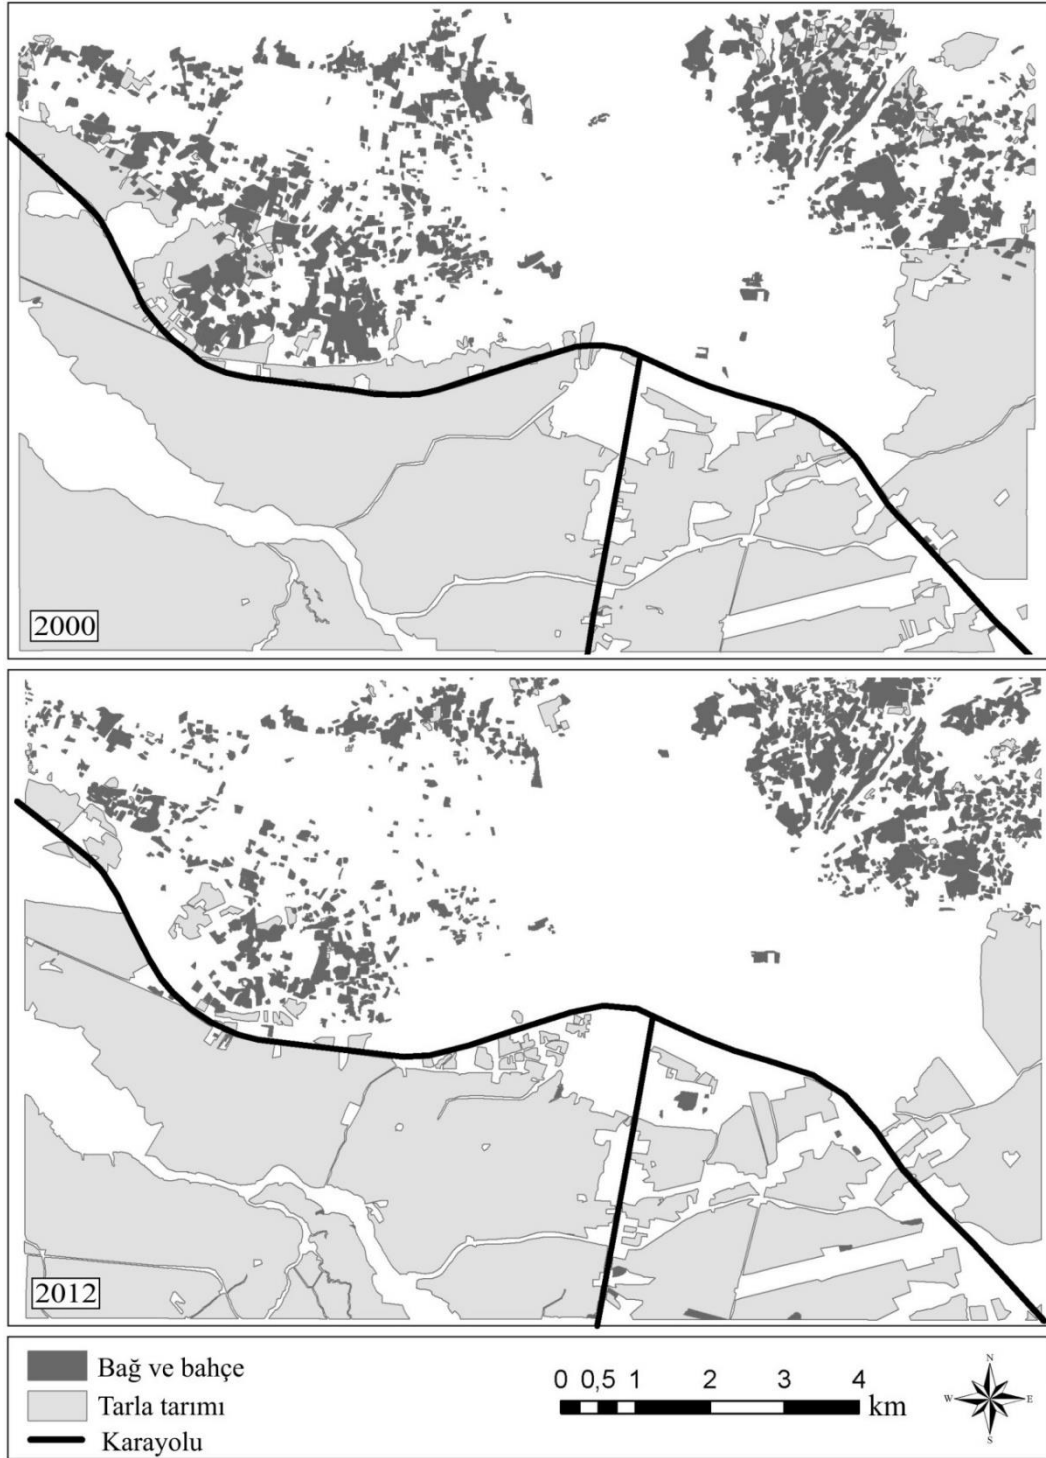 2000
2012
Bağ ve bahçe
Tarla tarımı
Karayolu
0 0,5 1 2 3 4
km
N
W E
S